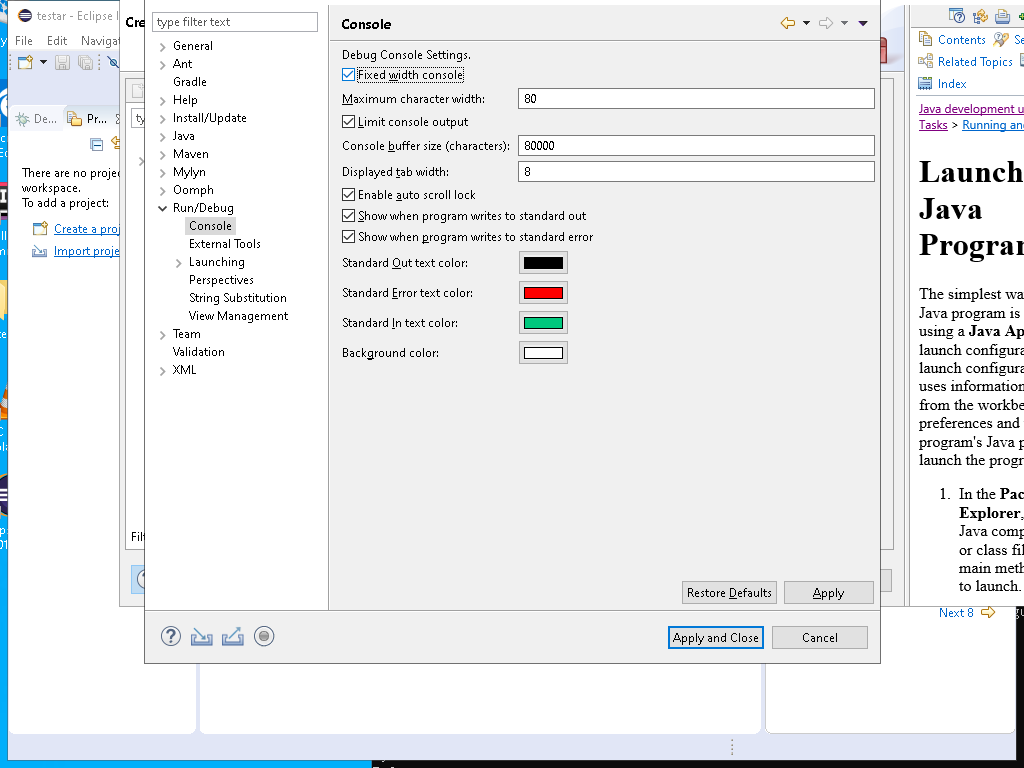 testar - Eclipse I
File Edit Navigat
De... Pr...
There are no projec
workspace.
To add a project:
Create a proj
Import proje
Cre
ty
Filt
type filter text
General
Ant
Gradle
Help
Install/Update
Java
Maven
Mylyn
Oomph
Run/Debug
Console
External Tools
Launching
Perspectives
String Substitution
View Management
Team
Validation
XML
Console
Debug Console Settings.
Fixed width console
Maximum character width: 80
Limit console output
Console buffer size (characters): 80000
Displayed tab width: 8
Enable auto scroll lock
Show when program writes to standard out
Show when program writes to standard error
Standard Out text color:
Standard Error text color:
Standard In text color:
Background color:
Restore Defaults Apply
Apply and Close Cancel
Contents Se
Related Topics
Index
Java development u
Tasks > Running and
Launch
Java
Program
The simplest wa
Java program is
using a Java Ap
launch configura
launch configura
uses information
from the workbe
preferences and
program's Java p
launch the progr
1. In the Pac
Explorer,
Java comp
or class fil
main meth
to launch.
Next 8